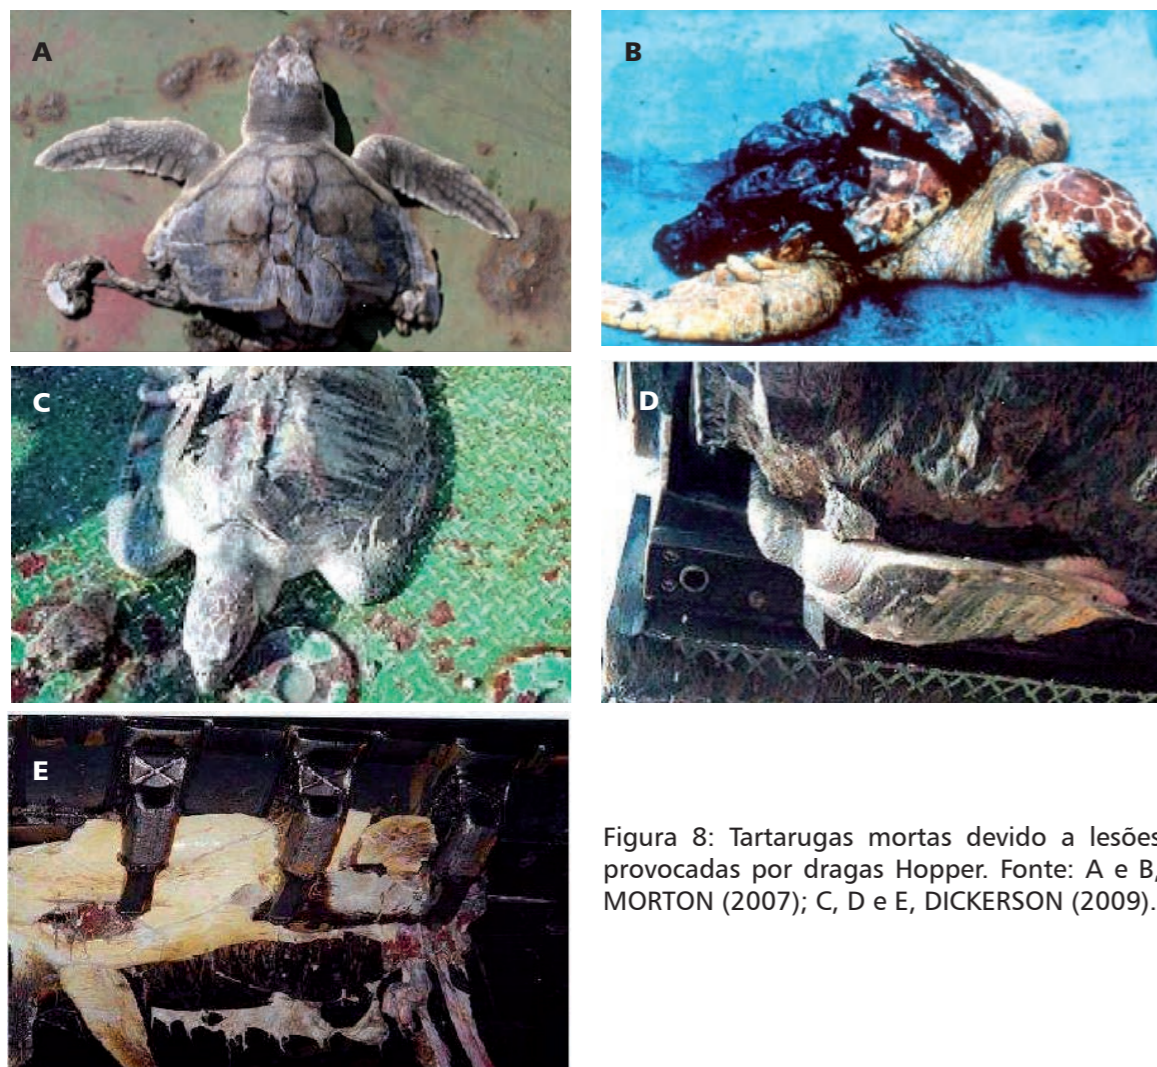 A
B
C
D
E
Figura 8: Tartarugas mortas devido a lesões
provocadas por dragas Hopper. Fonte: A e B,
MORTON (2007); C, D e E, DICKERSON (2009).